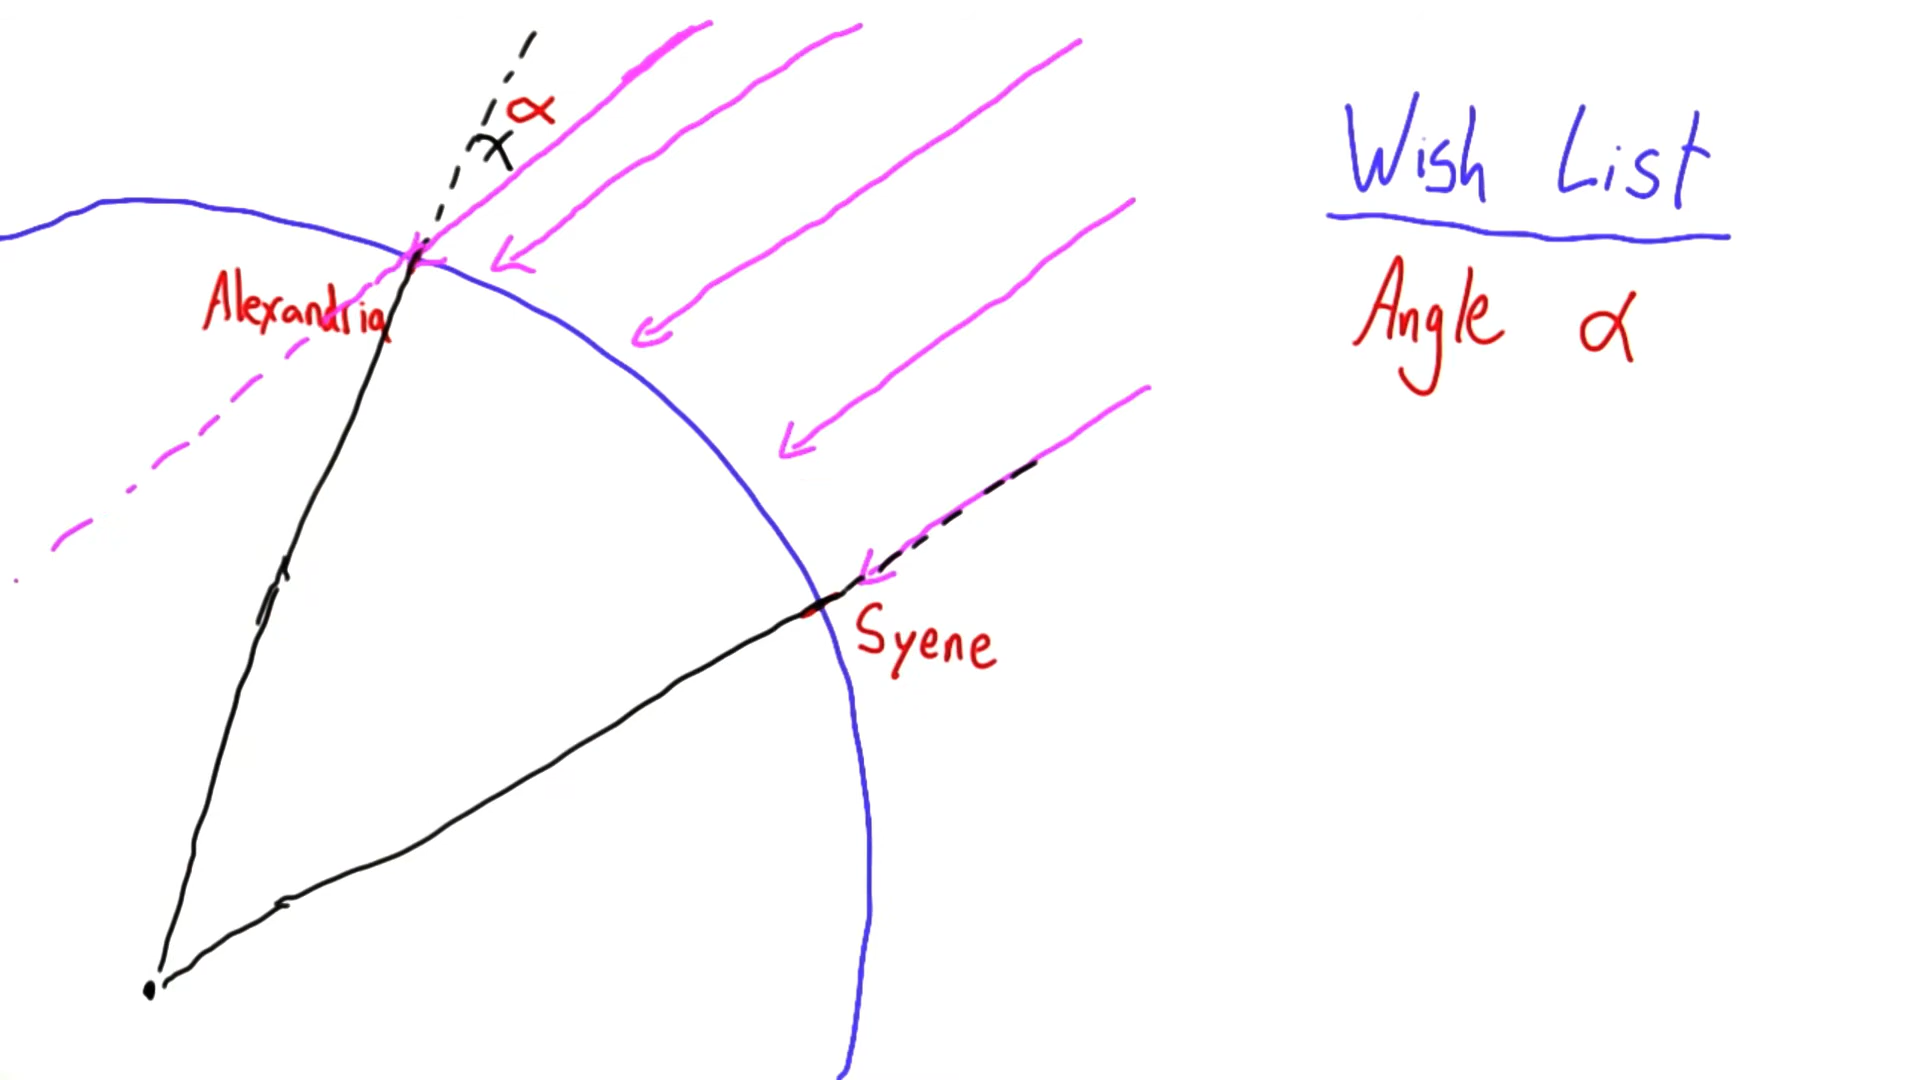 α
Wish List
Angle α
Alexandria
Syene